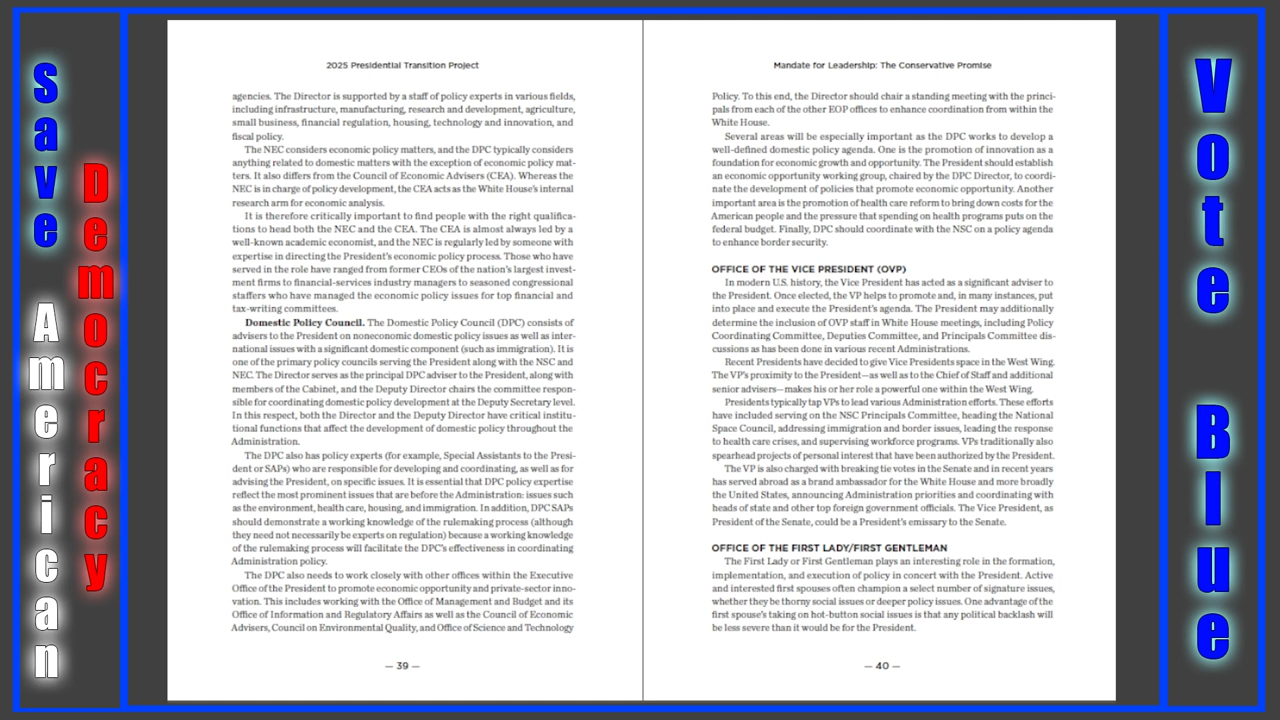 Save
American
Democracy
2025 Presidential Transition Project
agencies. The Director is supported by a staff of policy experts in various fields,
including infrastructure, manufacturing, research and development, agriculture,
small business, financial regulation, housing, technology and innovation, and
fiscal policy.
The NEC considers economic policy matters, and the DPC typically considers
anything related to domestic matters with the exception of economic policy mat-
ters. It also differs from the Council of Economic Advisers (CEA). Whereas the
NEC is in charge of policy development, the CEA acts as the White House's internal
research arm for economic analysis.
It is therefore critically important to find people with the right qualifica-
tions to head both the NEC and the CEA. The CEA is almost always led by a
well-known academic economist, and the NEC is regularly led by someone with
expertise in directing the President's economic policy process. Those who have
served in the role have ranged from former CEOs of the nation's largest invest-
ment firms to financial-services industry managers to seasoned congressional
staffers who have managed the economic policy issues for top financial and
tax-writing committees.
Domestic Policy Council. The Domestic Policy Council (DPC) consists of
advisers to the President on noneconomic domestic policy issues as well as inter-
national issues with a significant domestic component (such as immigration). It is
one of the primary policy councils serving the President along with the NSC and
NEC. The Director serves as the principal DPC adviser to the President, along with
members of the Cabinet, and the Deputy Director chairs the committee respon-
sible for coordinating domestic policy development at the Deputy Secretary level.
In this respect, both the Director and the Deputy Director have critical institu-
tional functions that affect the development of domestic policy throughout the
Administration.
The DPC also has policy experts (for example, Special Assistants to the Presi-
dent or SAPs) who are responsible for developing and coordinating, as well as for
advising the President, on specific issues. It is essential that DPC policy expertise
reflect the most prominent issues that are before the Administration: issues such
as the environment, health care, housing, and immigration. In addition, DPC SAPs
should demonstrate a working knowledge of the rulemaking process (although
they need not necessarily be experts on regulation) because a working knowledge
of the rulemaking process will facilitate the DPC's effectiveness in coordinating
Administration policy.
The DPC also needs to work closely with other offices within the Executive
Office of the President to promote economic opportunity and private-sector inno-
vation. This includes working with the Office of Management and Budget and its
Office of Information and Regulatory Affairs as well as the Council of Economic
Advisers, Council on Environmental Quality, and Office of Science and Technology
— 39 —
Mandate for Leadership: The Conservative Promise
Policy. To this end, the Director should chair a standing meeting with the princi-
pals from each of the other EOP offices to enhance coordination from within the
White House.
Several areas will be especially important as the DPC works to develop a
well-defined domestic policy agenda. One is the promotion of innovation as a
foundation for economic growth and opportunity. The President should establish
an economic opportunity working group, chaired by the DPC Director, to coordi-
nate the development of policies that promote economic opportunity. Another
important area is the promotion of health care reform to bring down costs for the
American people and the pressure that spending on health programs puts on the
federal budget. Finally, DPC should coordinate with the NSC on a policy agenda
to enhance border security.
OFFICE OF THE VICE PRESIDENT (OVP)
In modern U.S. history, the Vice President has acted as a significant adviser to
the President. Once elected, the VP helps to promote and, in many instances, put
into place and execute the President's agenda. The President may additionally
determine the inclusion of OVP staff in White House meetings, including Policy
Coordinating Committee, Deputies Committee, and Principals Committee dis-
cussions as has been done in various recent Administrations.
Recent Presidents have decided to give Vice Presidents space in the West Wing.
The VP's proximity to the President—as well as to the Chief of Staff and additional
senior advisers—makes his or her role a powerful one within the West Wing.
Presidents typically tap VPs to lead various Administration efforts. These efforts
have included serving on the NSC Principals Committee, heading the National
Space Council, addressing immigration and border issues, leading the response
to health care crises, and supervising workforce programs. VPs traditionally also
spearhead projects of personal interest that have been authorized by the President.
The VP is also charged with breaking tie votes in the Senate and in recent years
has served abroad as a brand ambassador for the White House and more broadly
the United States, announcing Administration priorities and coordinating with
heads of state and other top foreign government officials. The Vice President, as
President of the Senate, could be a President's emissary to the Senate.
OFFICE OF THE FIRST LADY/FIRST GENTLEMAN
The First Lady or First Gentleman plays an interesting role in the formation,
implementation, and execution of policy in concert with the President. Active
and interested first spouses often champion a select number of signature issues,
whether they be thorny social issues or deeper policy issues. One advantage of the
first spouse's taking on hot-button social issues is that any political backlash will
be less severe than it would be for the President.
— 40 —
Vote
Blue